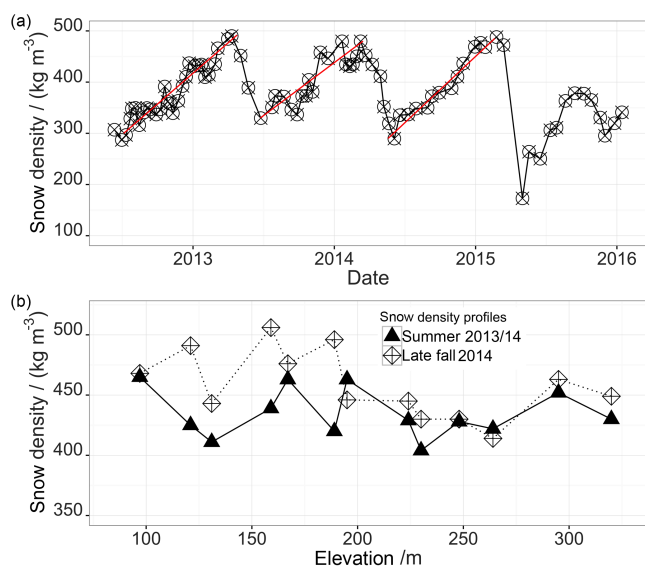 (a)
Snow density / (kg m⁻³)
500
400
300
200
100
2013
2014
2015
2016
Date
(b)
Snow density / (kg m⁻³)
500
450
400
350
Snow density profiles
Summer 2013/14
Late fall 2014
100
150
200
250
300
Elevation /m